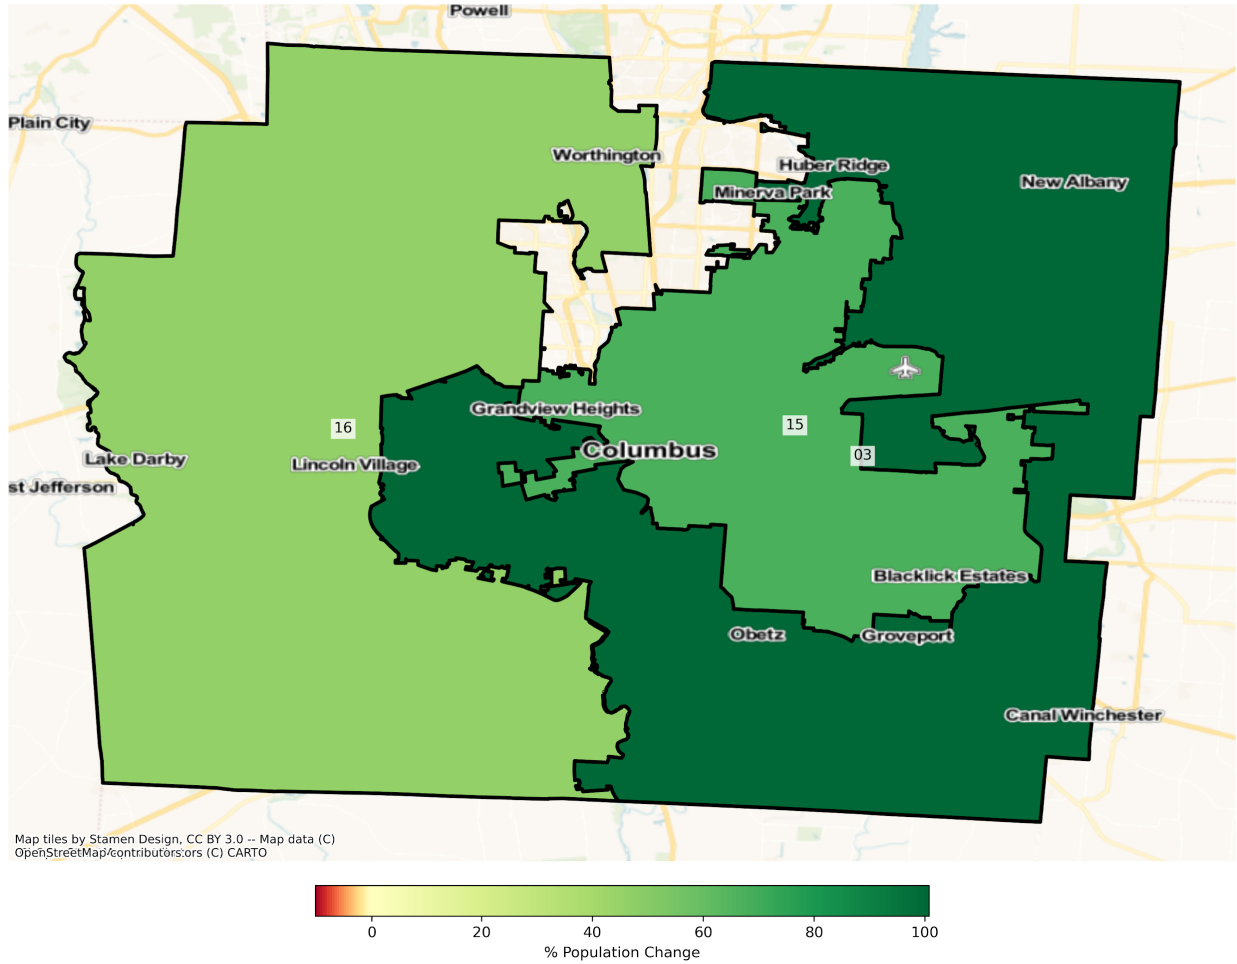 Powell
Plain City
Worthington
Huber Ridge
New Albany
Minerva Park
Grandview Heights
16
15
Columbus
03
Lake Darby
Lincoln Village
st Jefferson
Blacklick Estates
Obetz
Groveport
Canal Winchester
Map tiles by Stamen Design, CC BY 3.0 -- Map data (C)
OpenStreetMap contributors
(C) CARTO
0 20 40 60 80 100
% Population Change